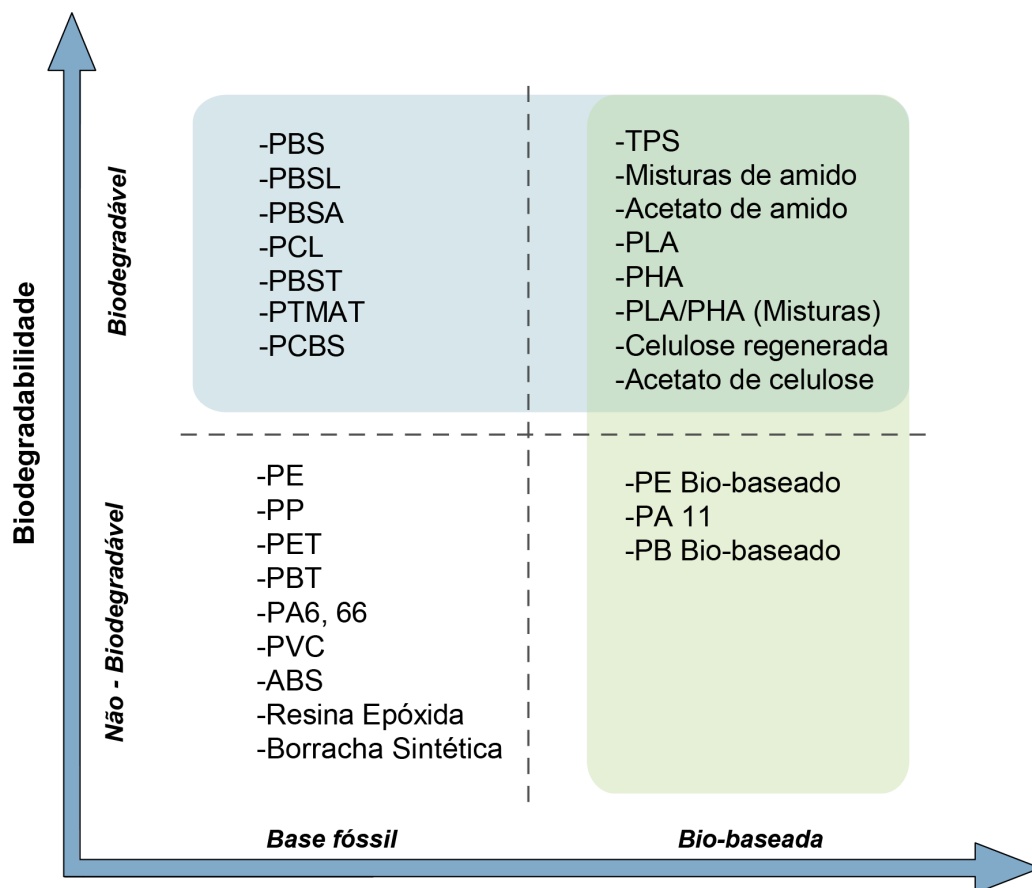 Biodegradabilidade
Biodegradável
-PBS
-PBSL
-PBSA
-PCL
-PBST
-PTMAT
-PCBS
-TPS
-Misturas de amido
-Acetato de amido
-PLA
-PHA
-PLA/PHA (Misturas)
-Celulose regenerada
-Acetato de celulose
Não - Biodegradável
-PE
-PP
-PET
-PBT
-PA6, 66
-PVC
-ABS
-Resina Epóxida
-Borracha Sintética
-PE Bio-baseado
-PA 11
-PB Bio-baseado
Base fóssil
Bio-baseada